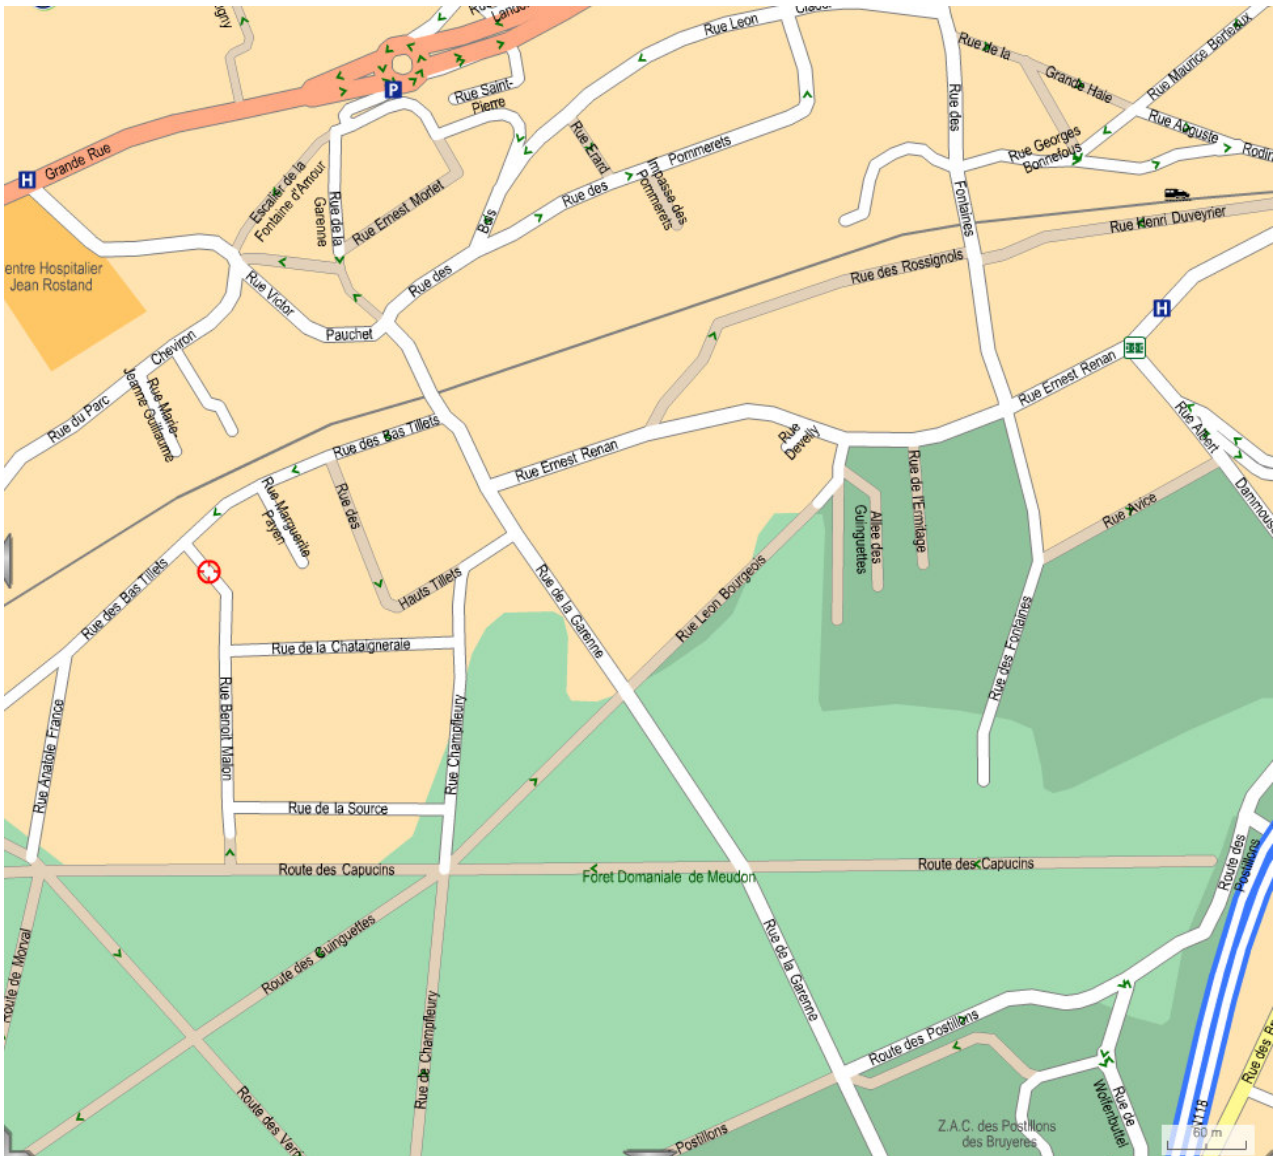 Rue Leon
Rue de la
Grande Haie
Rue Maurice Berteaux
Rue Auguste
Rodin
Rue Saint-
Pierre
Rue des
Rue Georges
Bonnefous
Grande Rue
Rue Erard
Pommerets
Impasse des
Pommerets
Rue des
Escalier de la
Fontaine d'Amour
Rue de la
Garenne
Rue Ernest Morlet
Bois
Fontaines
Rue Henri Duveyrier
Jean Rostand
Rue Victor
Rue des
Rue des Rossignols
Pauchet
Cheviron
Rue du Parc
Rue Marie-
Jeanne Guillaume
Rue des Bas Tillets
Rue Ernest Renan
Rue Ernest Renan
Rue
Develly
Rue Albert
Rue de l'Ermitage
Rue Marguerite
Payen
Rue des
Hauts Tillets
Allee des
Guinguettes
Rue Avice
Rue des Bas Tillets
Rue de la Garenne
Rue Leon Bourgeois
Rue de la Chataigneraie
Rue des Fontaines
Rue Anatole France
Rue Benoit Malon
Rue Champfleury
Rue de la Source
Route des Capucins
Foret Domaniale de Meudon
Route des Capucins
Route des
Postillons
Route de Morval
Route des Guinguettes
Rue de la Garenne
Rue de Champfleury
Route des Postillons
Route des
Postillons
Z.A.C. des Postillons
des Bruyeres
Rue de
Wolfenbuttel
N118
Rue des
60 m